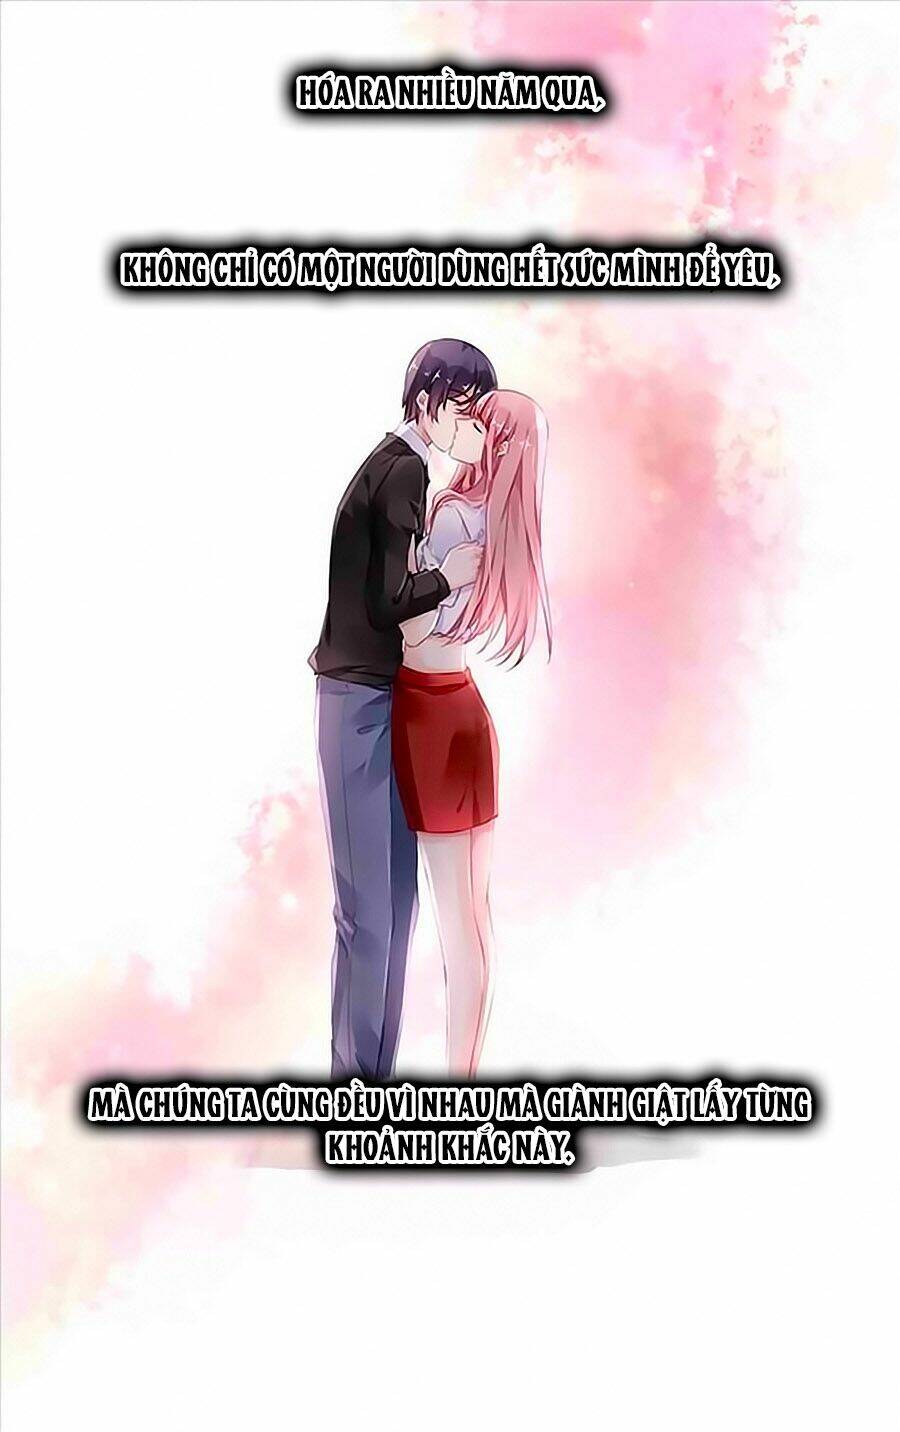 HÓA RA NHIỀU NĂM QUA,
KHÔNG CHỈ CÓ MỘT NGƯỜI DÙNG HẾT SỨC MÌNH ĐỂ YÊU,
MÀ CHÚNG TA CÙNG ĐỀU VÌ NHAU MÀ GIÀNH GIẬT LẤY TỪNG
KHOẢNH KHẮC NÀY.